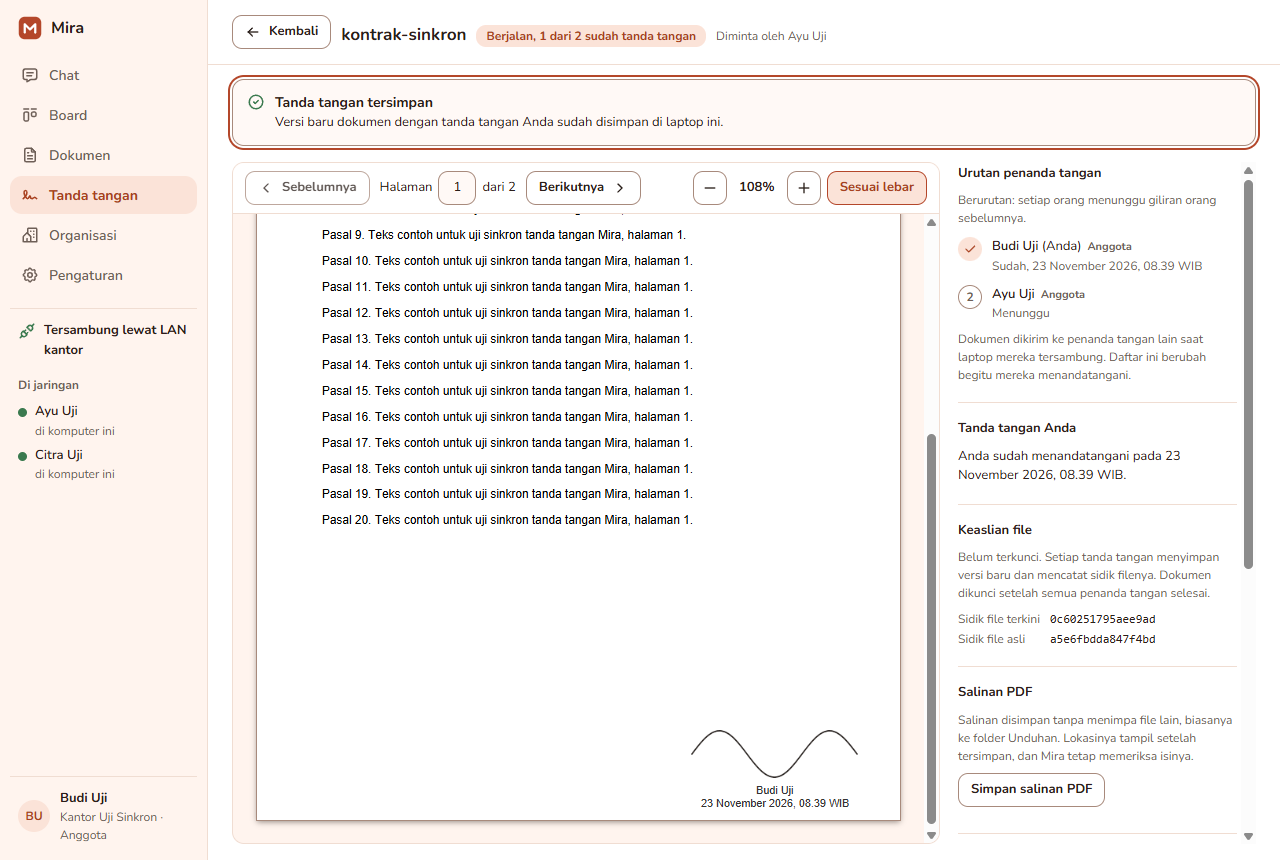 Mira
Chat
Board
Dokumen
Tanda tangan
Organisasi
Pengaturan
Tersambung lewat LAN
kantor
Di jaringan
Ayu Uji
di komputer ini
Citra Uji
di komputer ini
BU
Budi Uji
Kantor Uji Sinkron ·
Anggota
Kembali
kontrak-sinkron
Berjalan, 1 dari 2 sudah tanda tangan
Diminta oleh Ayu Uji
Tanda tangan tersimpan
Versi baru dokumen dengan tanda tangan Anda sudah disimpan di laptop ini.
Sebelumnya
Halaman 1 dari 2
Berikutnya
108%
Sesuai lebar
Pasal 9. Teks contoh untuk uji sinkron tanda tangan Mira, halaman 1.
Pasal 10. Teks contoh untuk uji sinkron tanda tangan Mira, halaman 1.
Pasal 11. Teks contoh untuk uji sinkron tanda tangan Mira, halaman 1.
Pasal 12. Teks contoh untuk uji sinkron tanda tangan Mira, halaman 1.
Pasal 13. Teks contoh untuk uji sinkron tanda tangan Mira, halaman 1.
Pasal 14. Teks contoh untuk uji sinkron tanda tangan Mira, halaman 1.
Pasal 15. Teks contoh untuk uji sinkron tanda tangan Mira, halaman 1.
Pasal 16. Teks contoh untuk uji sinkron tanda tangan Mira, halaman 1.
Pasal 17. Teks contoh untuk uji sinkron tanda tangan Mira, halaman 1.
Pasal 18. Teks contoh untuk uji sinkron tanda tangan Mira, halaman 1.
Pasal 19. Teks contoh untuk uji sinkron tanda tangan Mira, halaman 1.
Pasal 20. Teks contoh untuk uji sinkron tanda tangan Mira, halaman 1.
Budi Uji
23 November 2026, 08.39 WIB
Urutan penanda tangan
Berurutan: setiap orang menunggu giliran orang
sebelumnya.
Budi Uji (Anda) Anggota
Sudah, 23 November 2026, 08.39 WIB
2
Ayu Uji Anggota
Menunggu
Dokumen dikirim ke penanda tangan lain saat
laptop mereka tersambung. Daftar ini berubah
begitu mereka menandatangani.
Tanda tangan Anda
Anda sudah menandatangani pada 23
November 2026, 08.39 WIB.
Keaslian file
Belum terkunci. Setiap tanda tangan menyimpan
versi baru dan mencatat sidik filenya. Dokumen
dikunci setelah semua penanda tangan selesai.
Sidik file terkini 0c60251795aee9ad
Sidik file asli a5e6fbdda847f4bd
Salinan PDF
Salinan disimpan tanpa menimpa file lain, biasanya
ke folder Unduhan. Lokasinya tampil setelah
tersimpan, dan Mira tetap memeriksa isinya.
Simpan salinan PDF